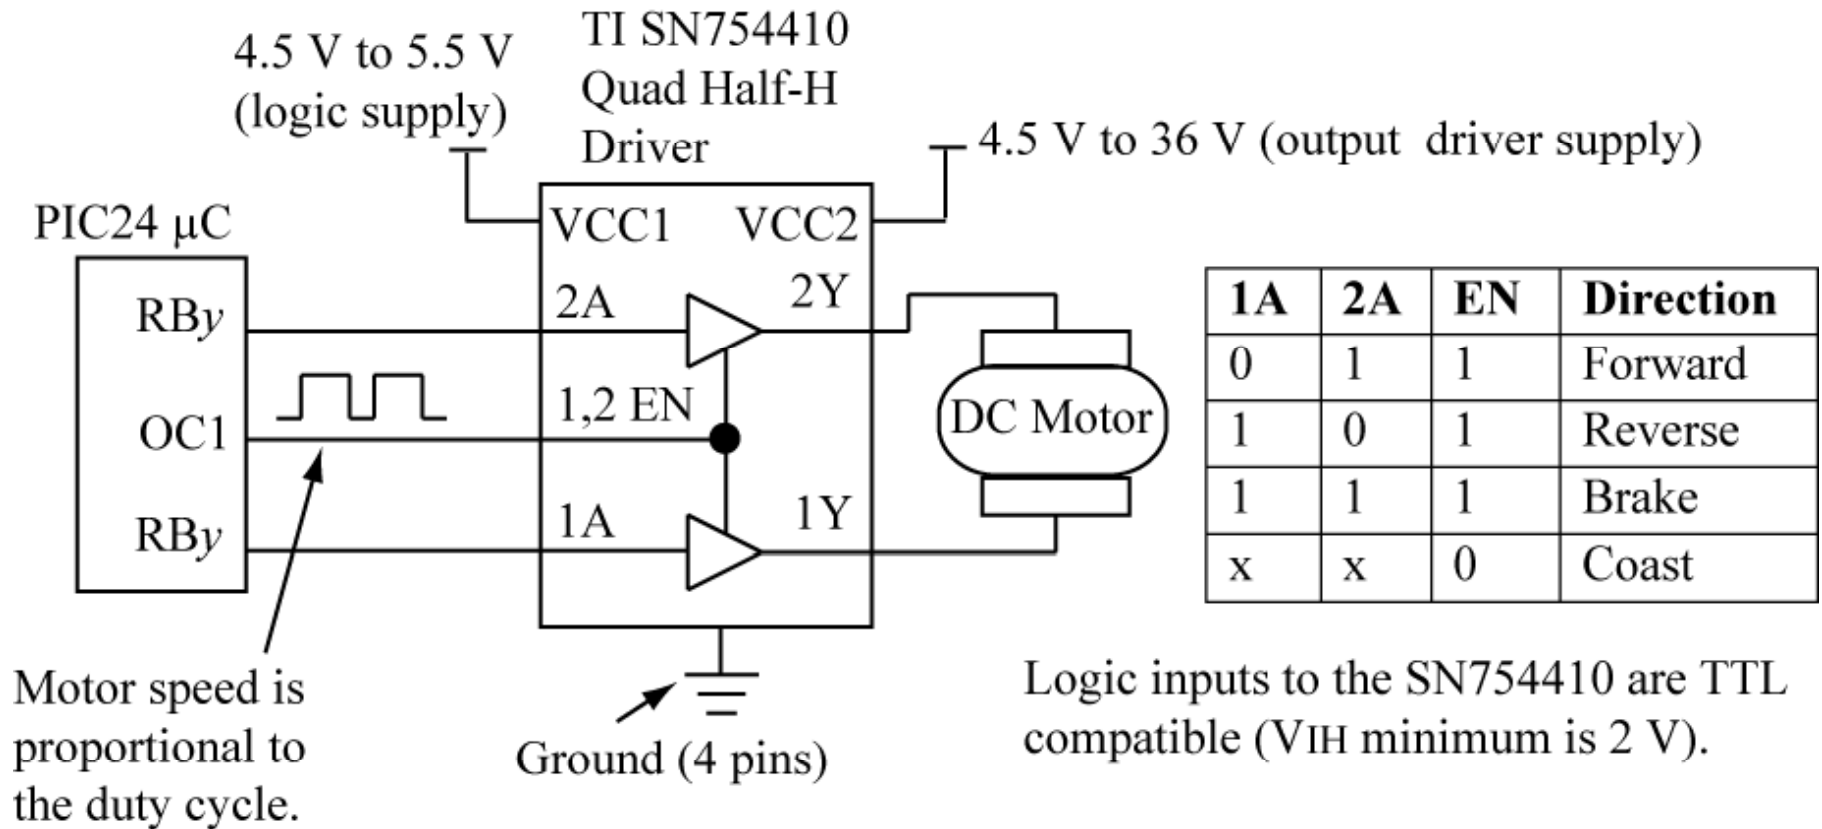 4.5 V to 5.5 V
(logic supply)
TI SN754410
Quad Half-H
Driver
4.5 V to 36 V (output driver supply)
PIC24 μC
VCC1
VCC2
RBy
2A
2Y
OC1
1,2 EN
DC Motor
RBy
1A
1Y
1A 2A EN Direction
0 1 1 Forward
1 0 1 Reverse
1 1 1 Brake
x x 0 Coast
Motor speed is
proportional to
the duty cycle.
Ground (4 pins)
Logic inputs to the SN754410 are TTL
compatible (VIH minimum is 2 V).